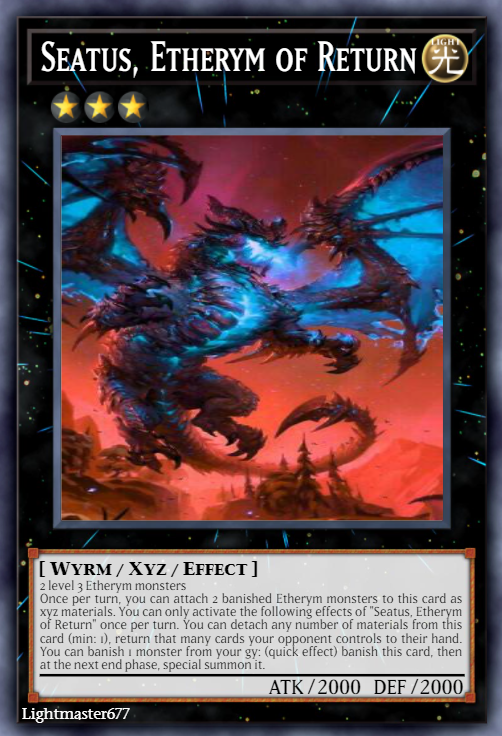 Seatus, Etherym of Return
LIGHT
光
[ Wyrm / Xyz / Effect ]
2 level 3 Etherym monsters
Once per turn, you can attach 2 banished Etherym monsters to this card as
xyz materials. You can only activate the following effects of "Seatus, Etherym
of Return" once per turn. You can detach any number of materials from this
card (min: 1), return that many cards your opponent controls to their hand.
You can banish 1 monster from your gy: (quick effect) banish this card, then
at the next end phase, special summon it.
ATK/2000 DEF/2000
Lightmaster677